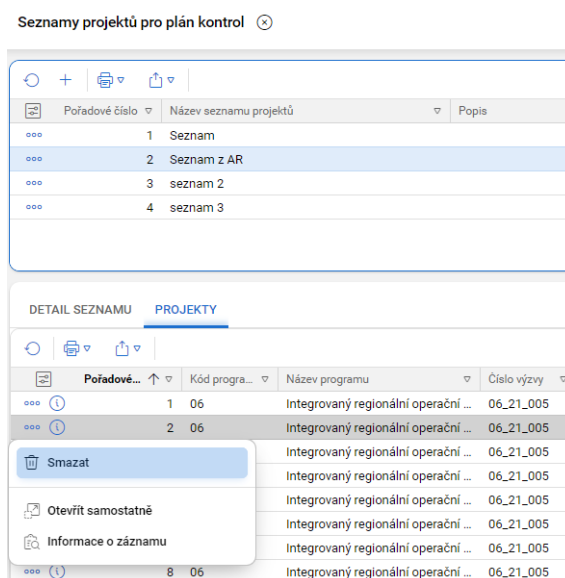 Seznamy projektů pro plán kontrol
Pořadové číslo Název seznamu projektů Popis
1 Seznam
2 Seznam z AR
3 seznam 2
4 seznam 3
DETAIL SEZNAMU PROJEKTY
Pořadové... Kód progra... Název programu Číslo výzvy
1 06 Integrovaný regionální operační ... 06_21_005
2 06 Integrovaný regionální operační ... 06_21_005
Integrovaný regionální operační ... 06_21_005
Smazat
Integrovaný regionální operační ... 06_21_005
Integrovaný regionální operační ... 06_21_005
Otevřít samostatně
Integrovaný regionální operační ... 06_21_005
Informace o záznamu
Integrovaný regionální operační ... 06_21_005
8 06 Integrovaný regionální operační ... 06_21_005